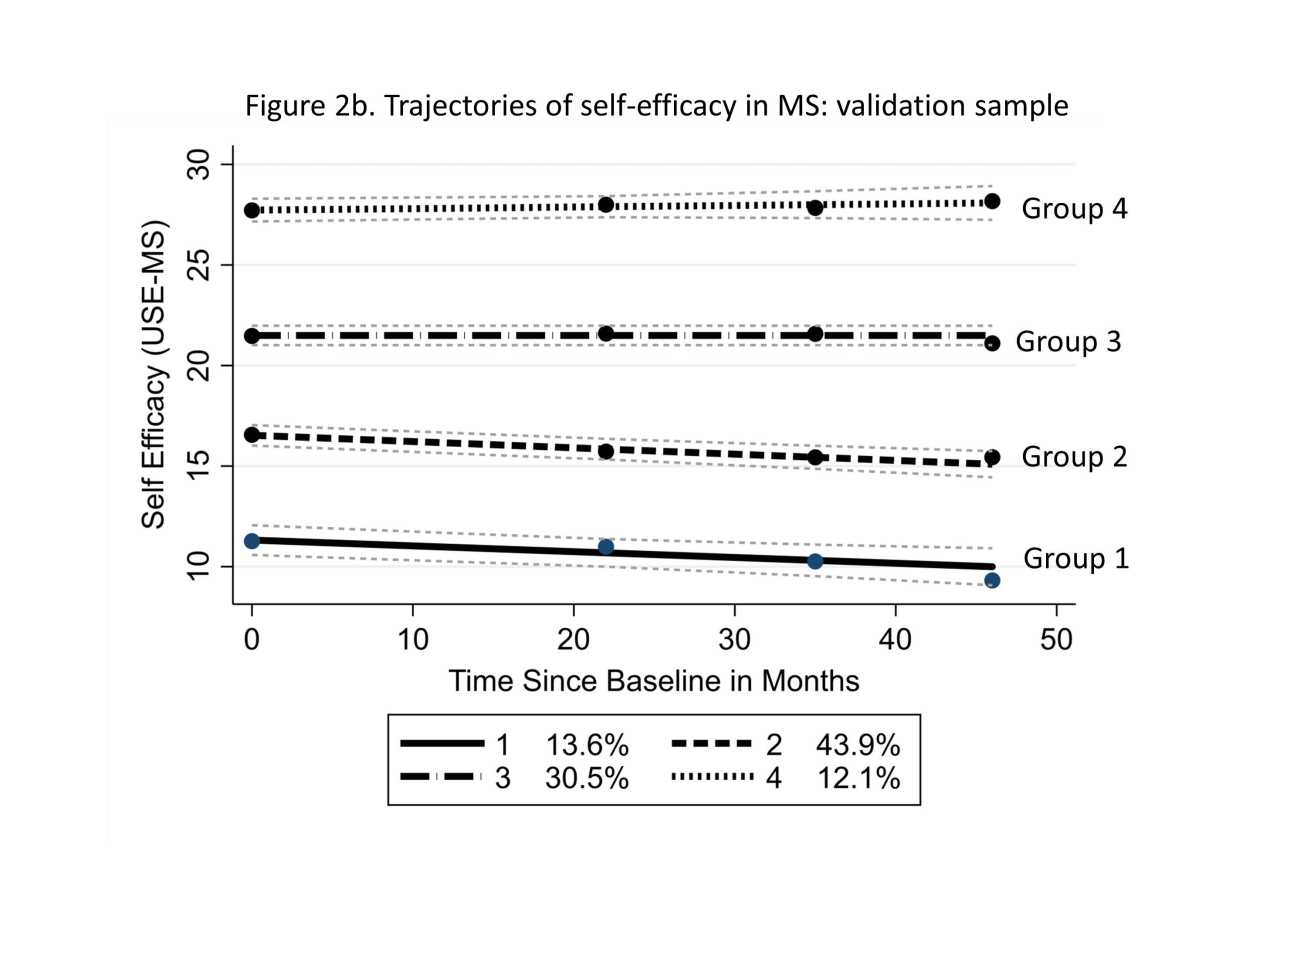 Figure 2b. Trajectories of self-efficacy in MS: validation sample
30
25
20
15
10
Self Efficacy (USE-MS)
Group 4
Group 3
Group 2
Group 1
0 10 20 30 40 50
Time Since Baseline in Months
1 13.6% 2 43.9%
3 30.5% 4 12.1%